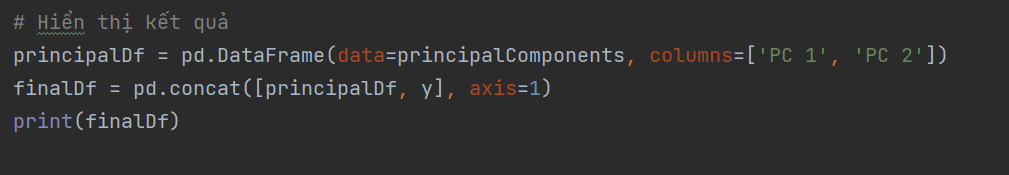 # Hiển thị kết quả
principalDf = pd.DataFrame(data=principalComponents, columns=['PC 1', 'PC 2'])
finalDf = pd.concat([principalDf, y], axis=1)
print(finalDf)